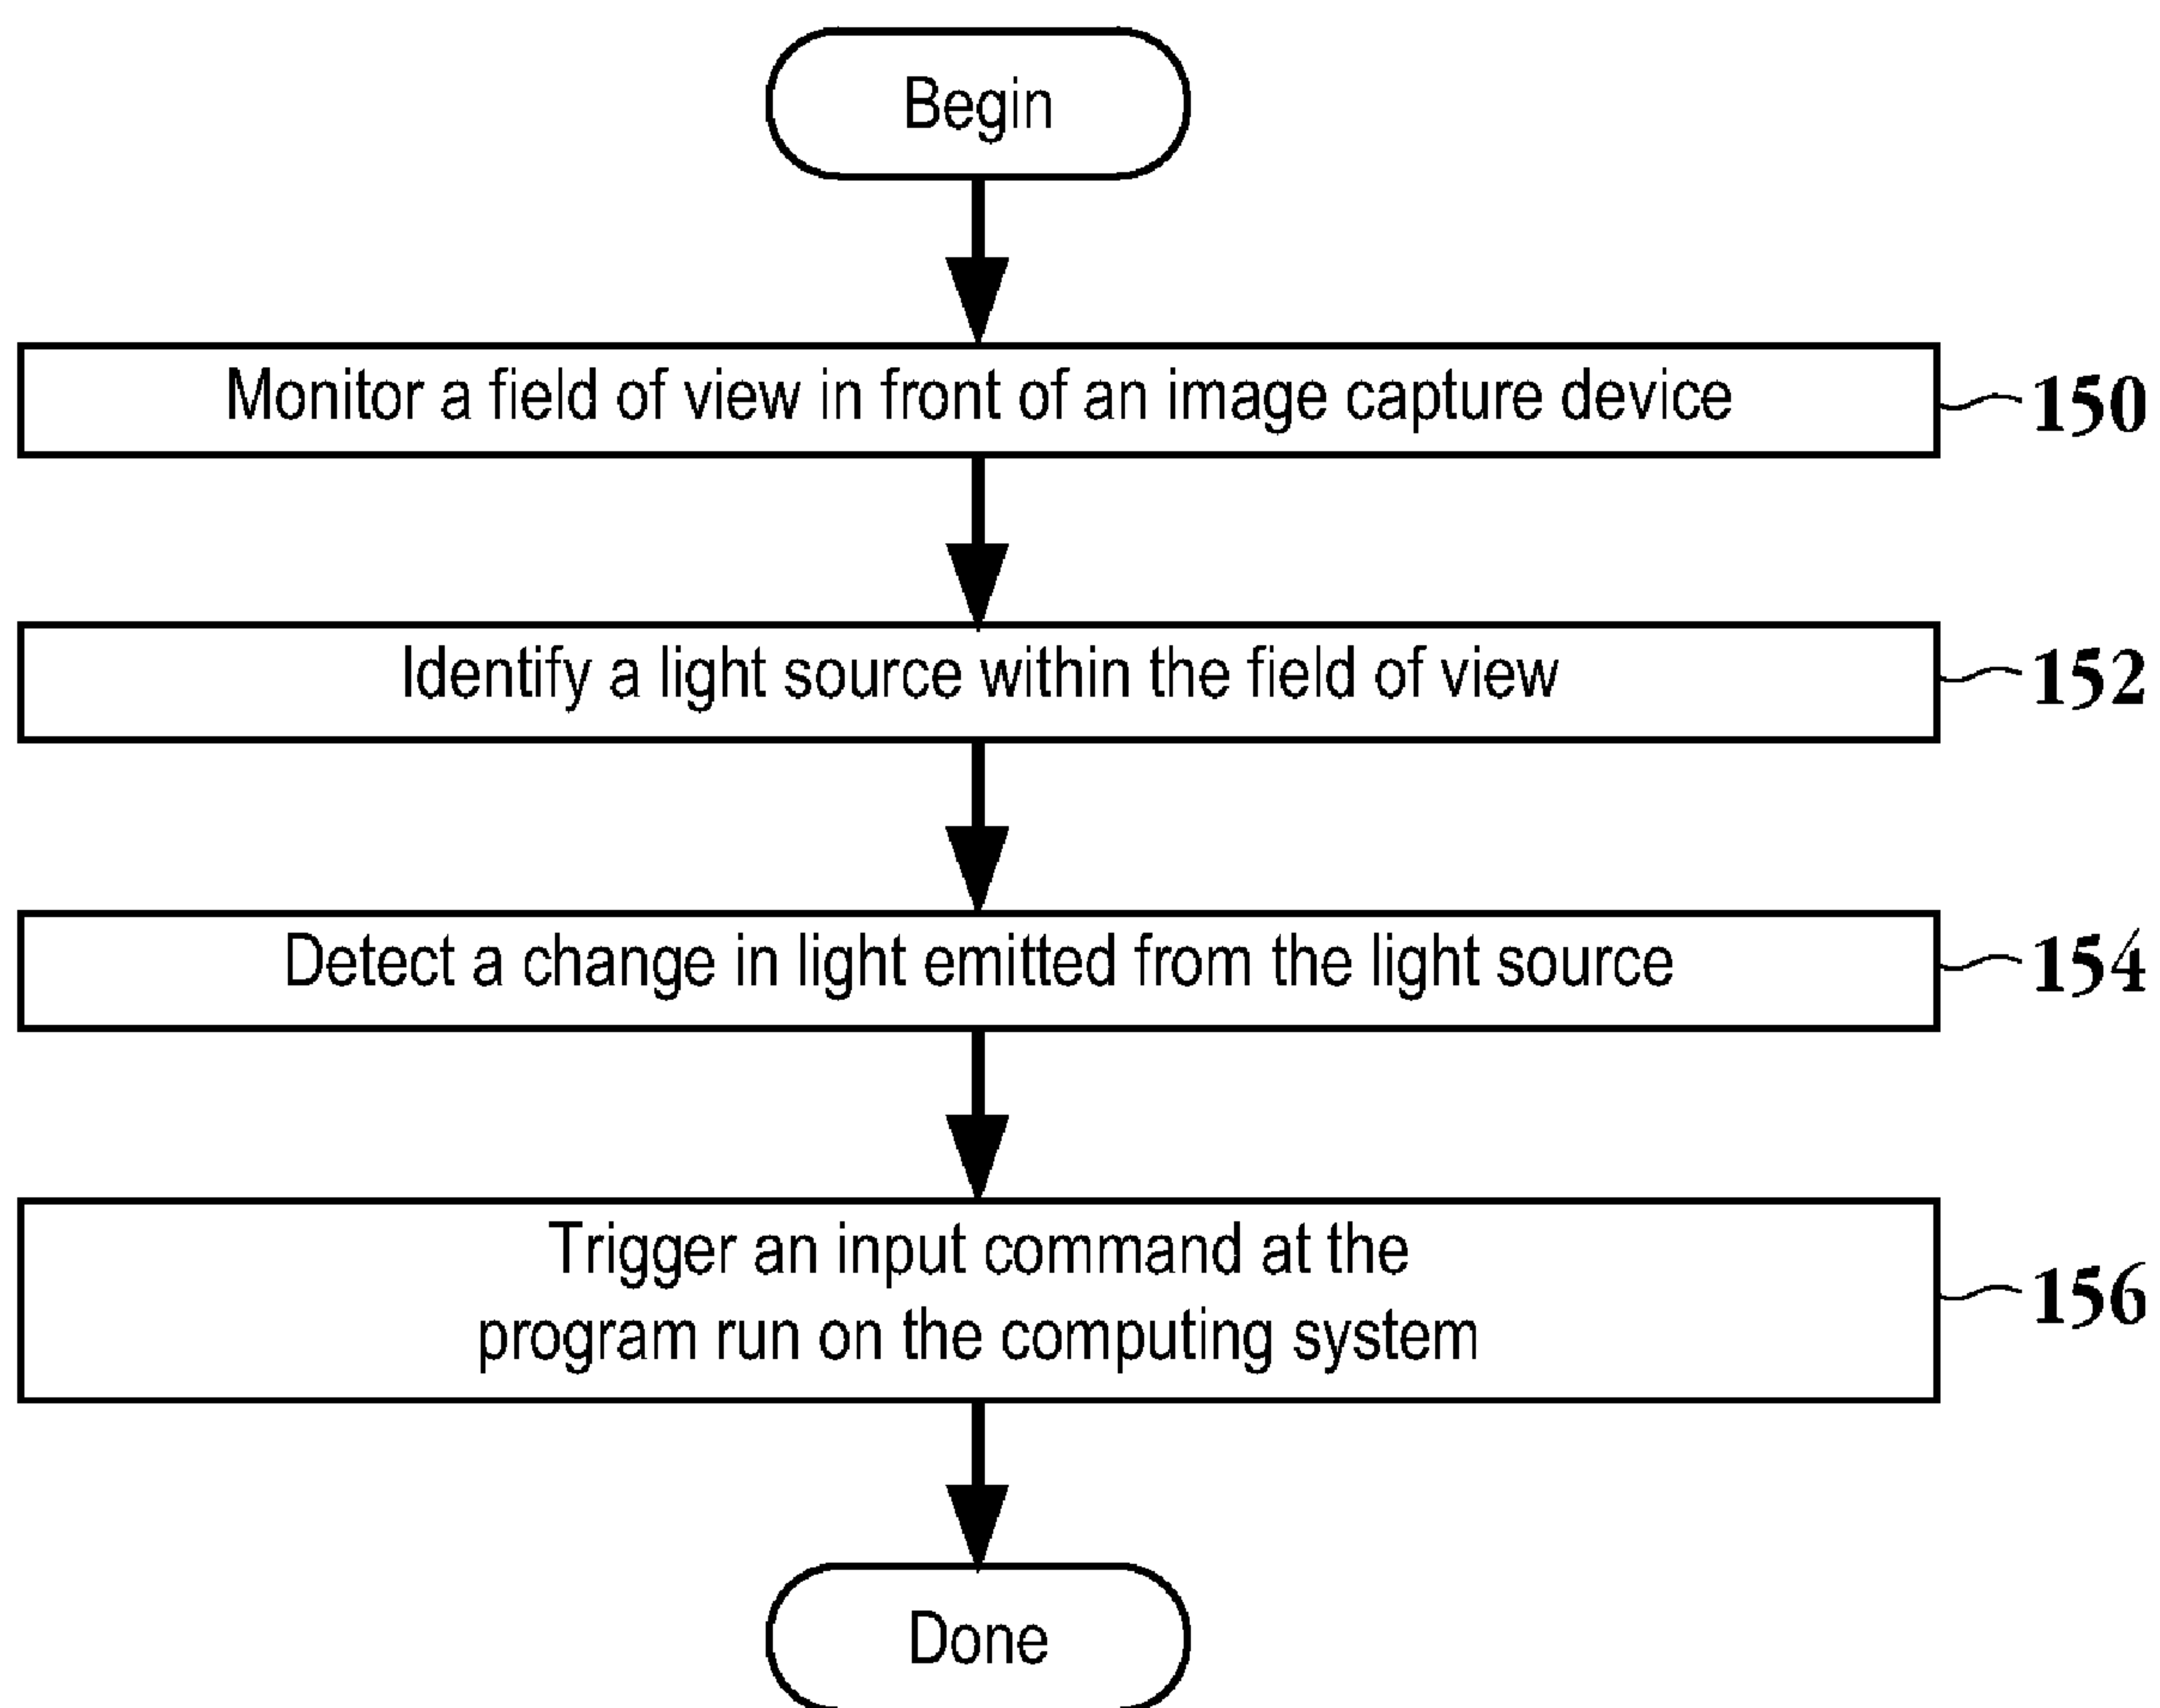 Begin
Monitor a field of view in front of an image capture device
150
Identify a light source within the field of view
152
Detect a change in light emitted from the light source
154
Trigger an input command at the
program run on the computing system
156
Done